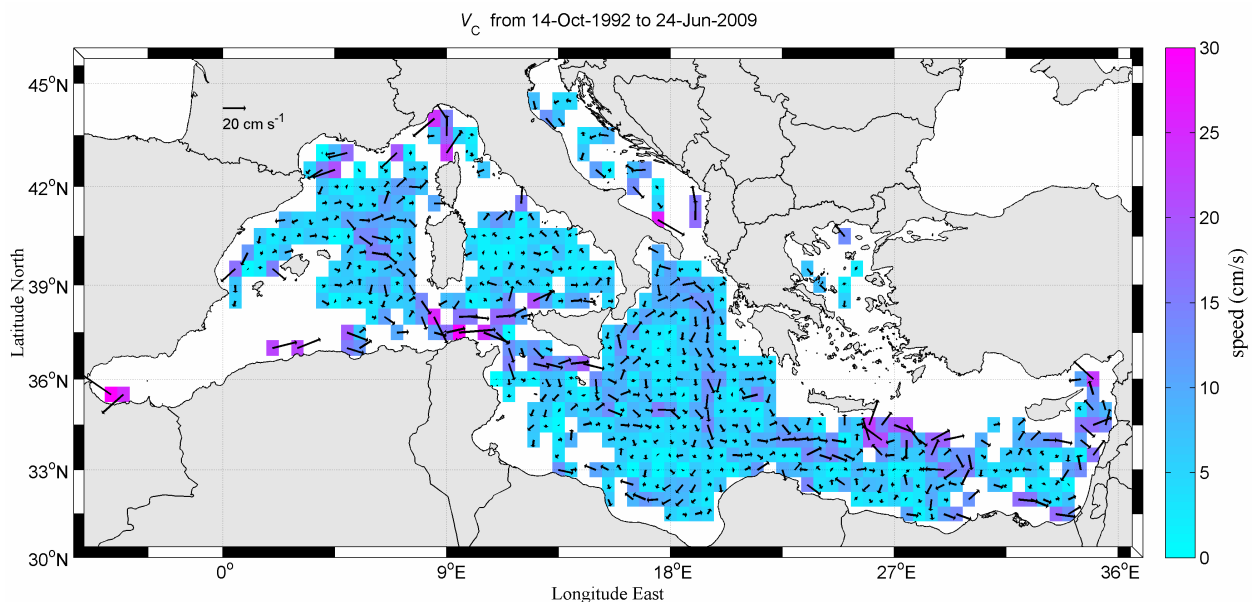 V_C from 14-Oct-1992 to 24-Jun-2009
30
45°N
20 cm s⁻¹
25
42°N
20
Latitude North
39°N
15
speed (cm/s)
36°N
10
33°N
5
30°N
0
0° 9°E 18°E 27°E 36°E
Longitude East